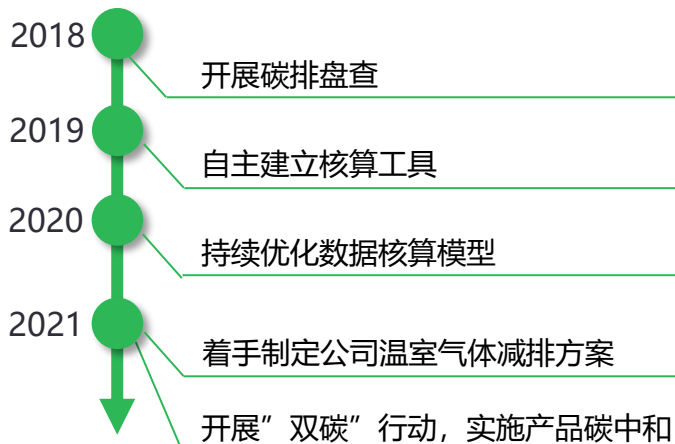 2018
开展碳排盘查
2019
自主建立核算工具
2020
持续优化数据核算模型
2021
着手制定公司温室气体减排方案
开展”双碳”行动，实施产品碳中和